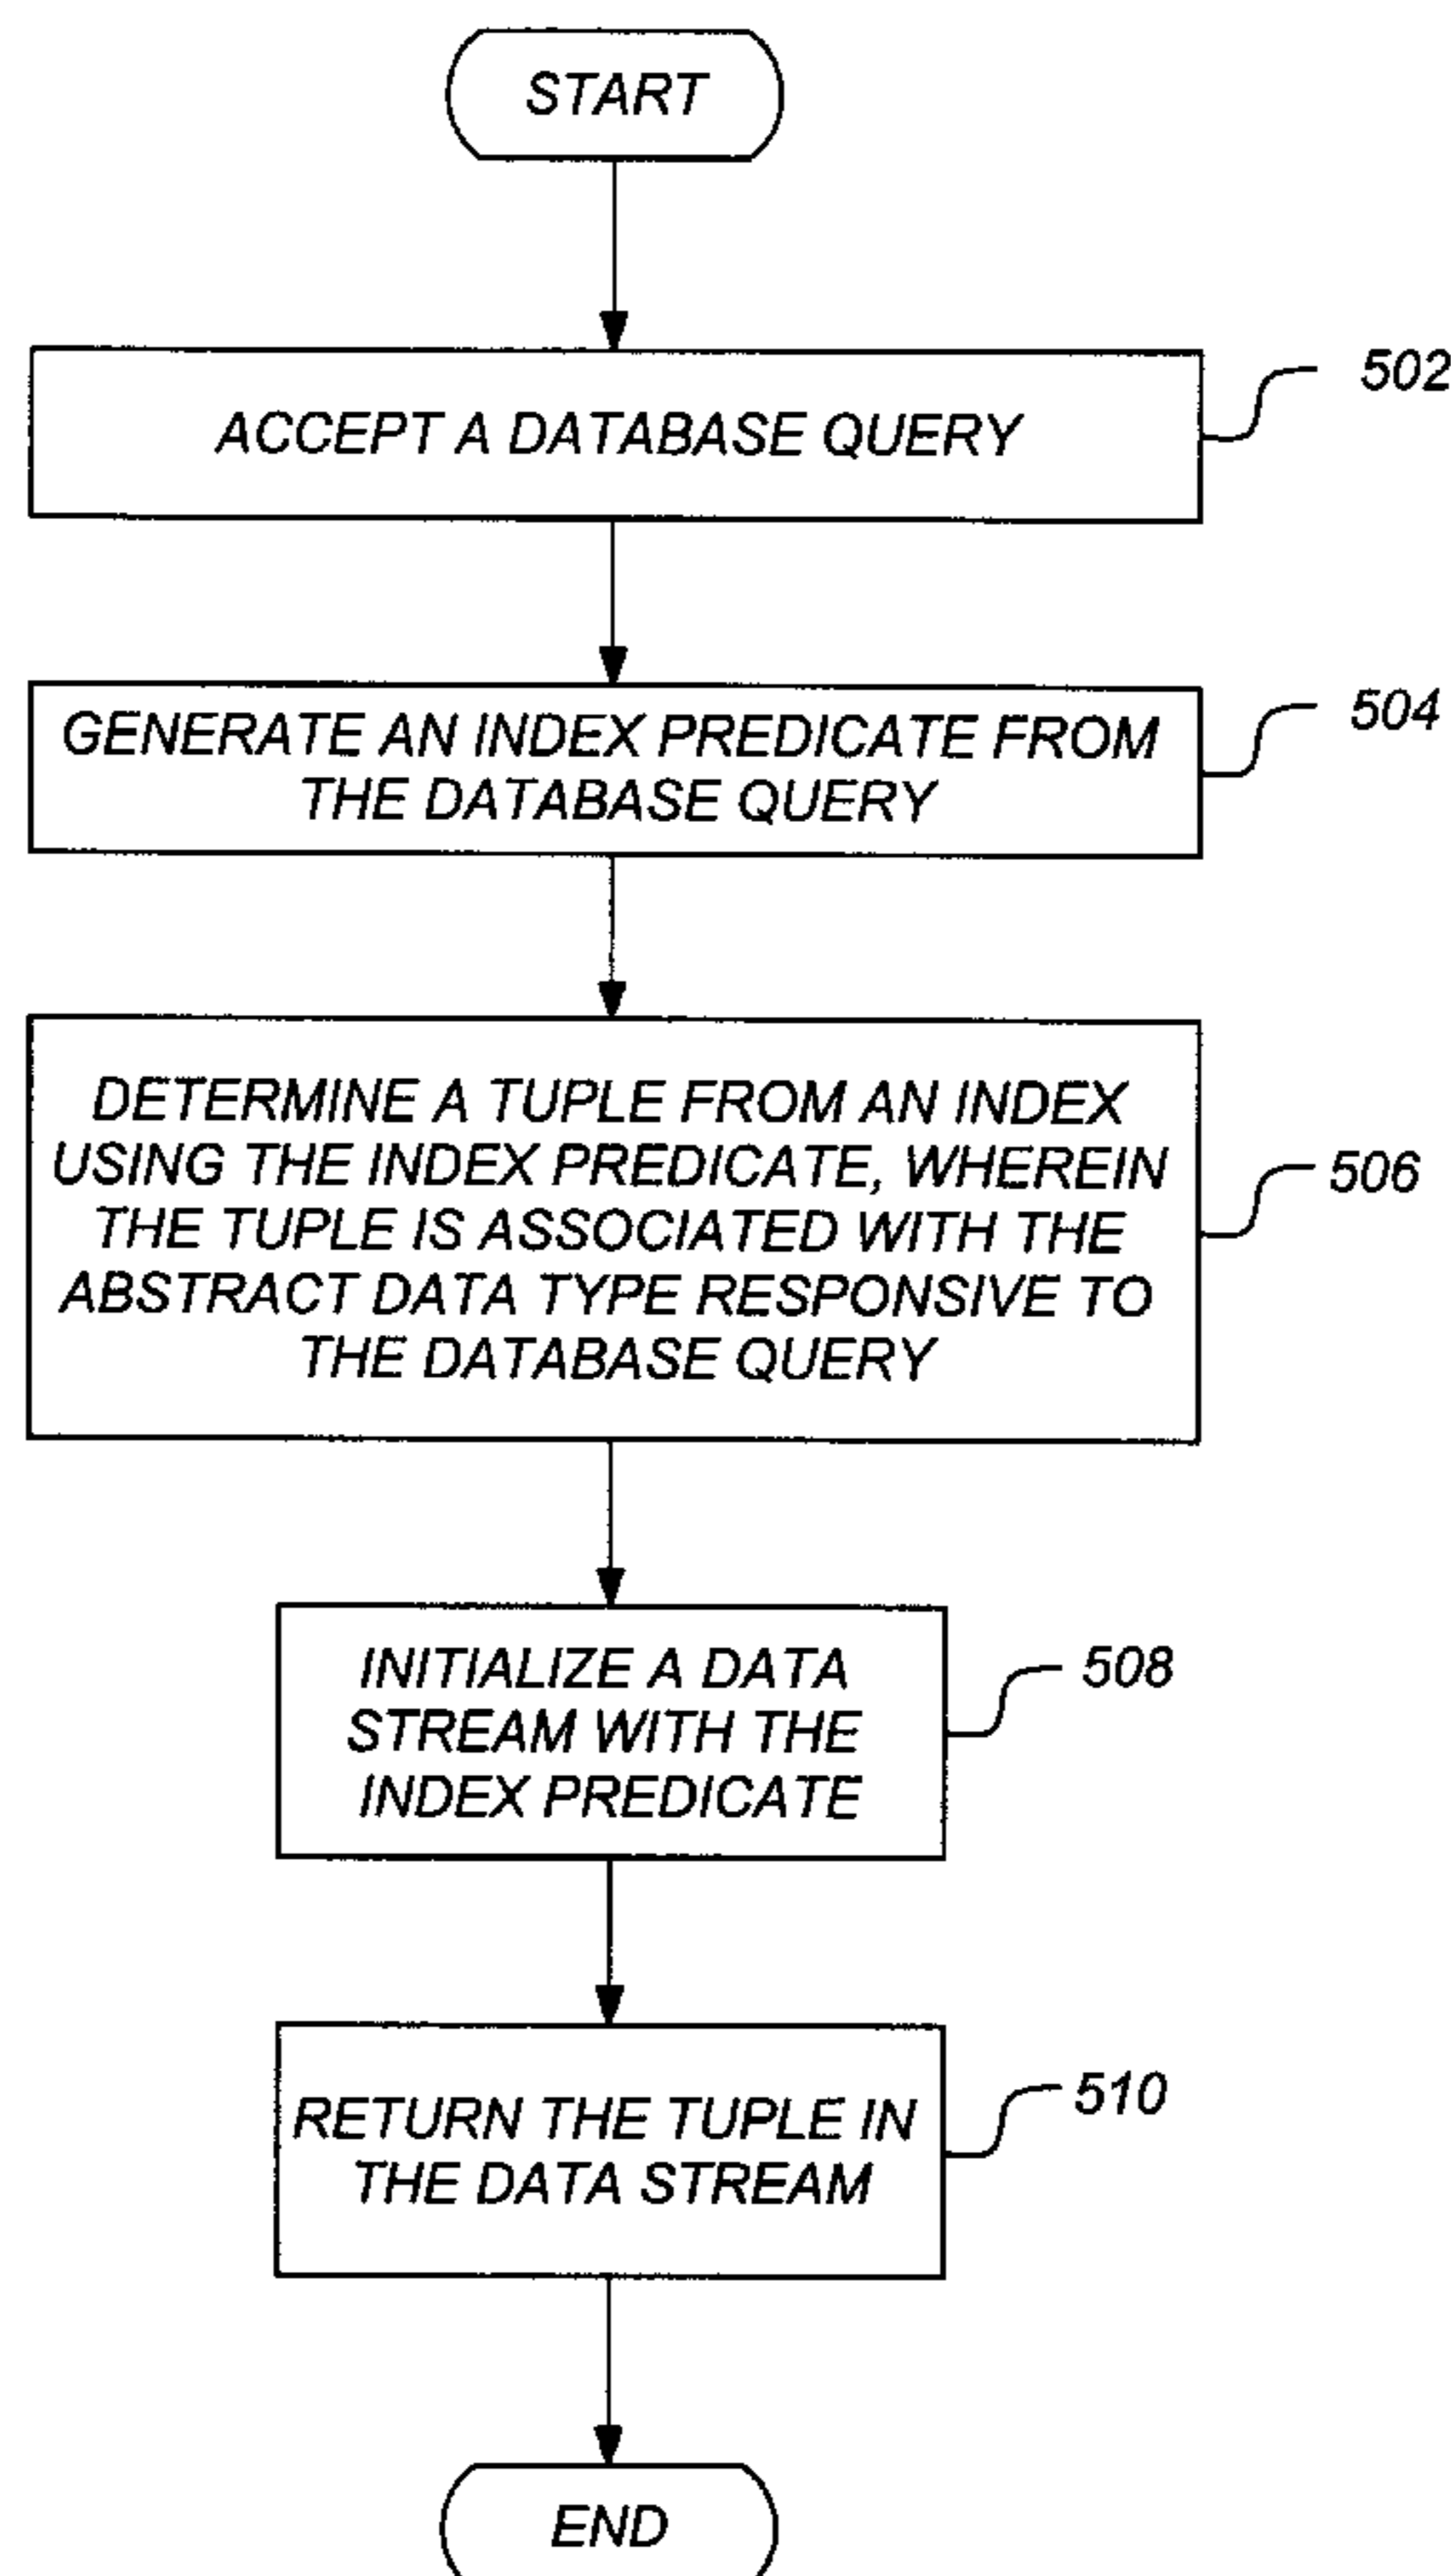 START
ACCEPT A DATABASE QUERY
502
GENERATE AN INDEX PREDICATE FROM
THE DATABASE QUERY
504
DETERMINE A TUPLE FROM AN INDEX
USING THE INDEX PREDICATE, WHEREIN
THE TUPLE IS ASSOCIATED WITH THE
ABSTRACT DATA TYPE RESPONSIVE TO
THE DATABASE QUERY
506
INITIALIZE A DATA
STREAM WITH THE
INDEX PREDICATE
508
RETURN THE TUPLE IN
THE DATA STREAM
510
END